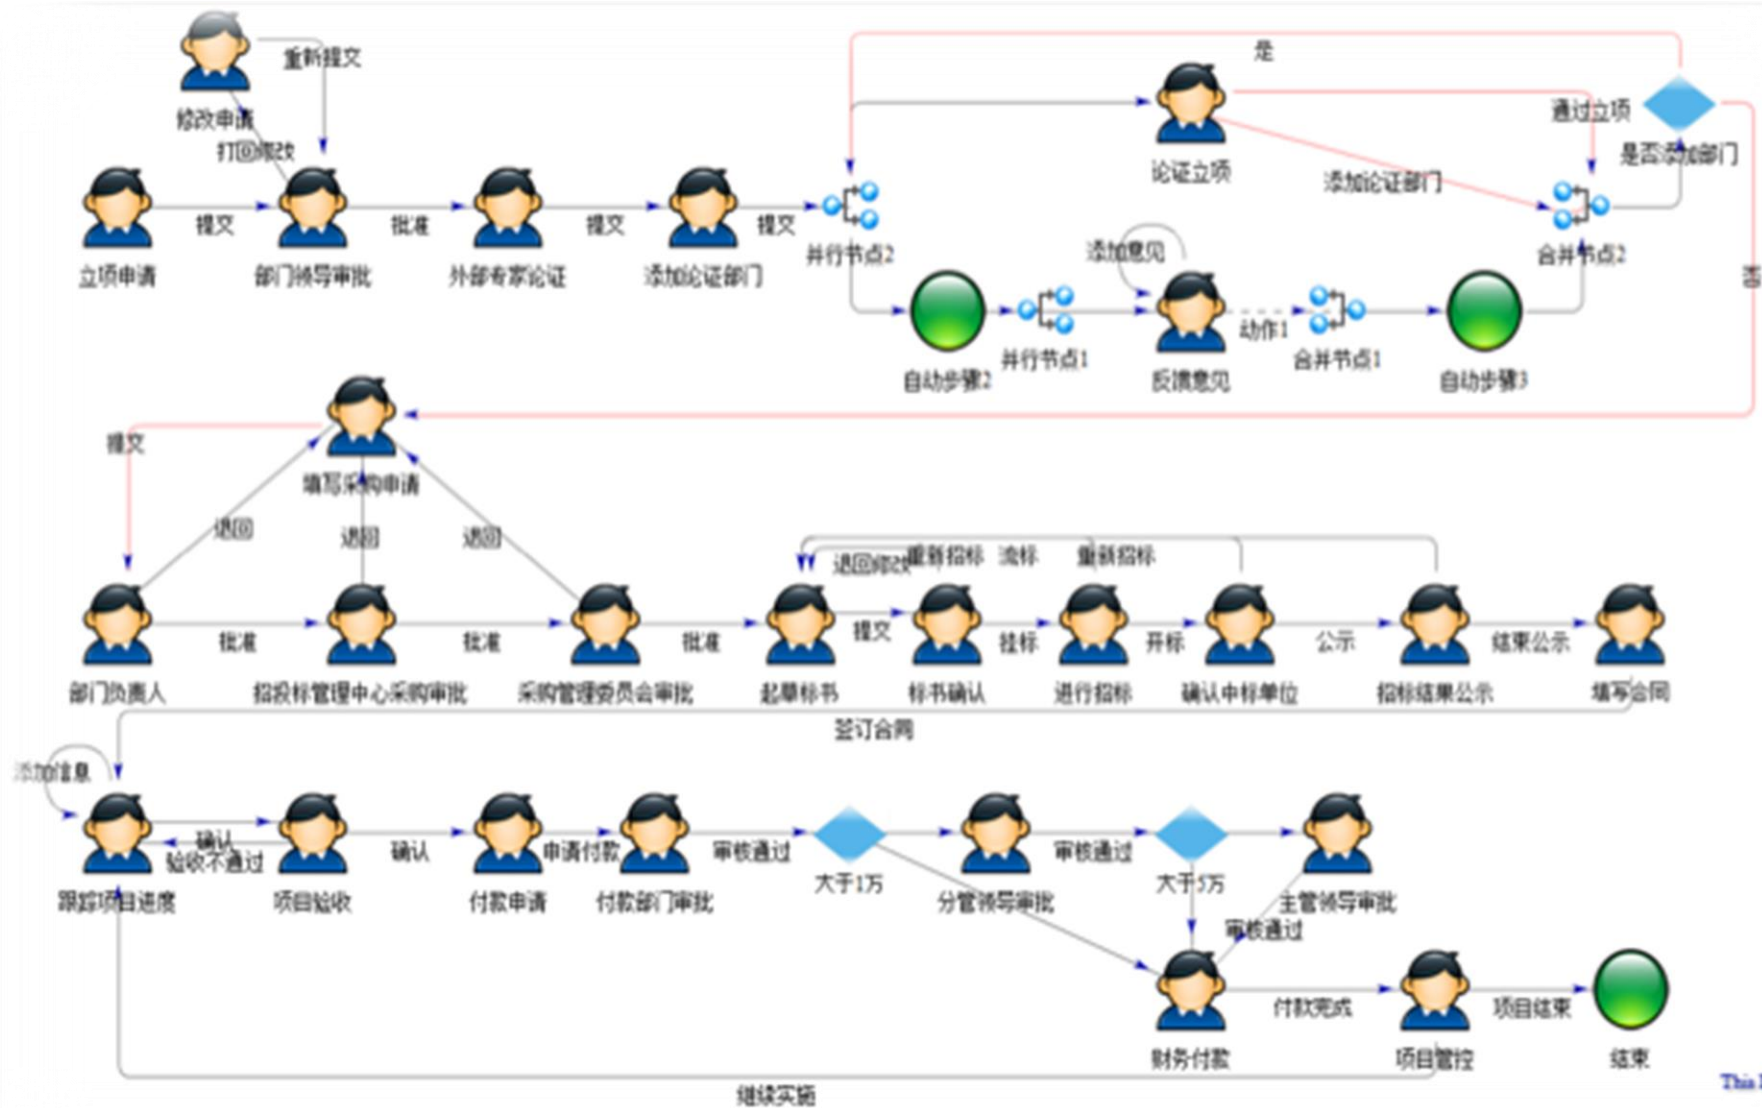 重新提交
修改申请
打回修改
提交
批准
提交
提交
立项申请
部门领导审批
外部专家论证
添加论证部门
并行节点2
是
论证立项
通过立项
添加论证部门
是否添加部门
合并节点2
否
添加意见
动作1
自动步骤2
并行节点1
反馈意见
合并节点1
自动步骤3
提交
填写采购申请
退回
退回
退回
退回修改
重新招标
流标
重新招标
批准
批准
批准
提交
挂标
开标
公示
结束公示
部门负责人
招投标管理中心采购审批
采购管理委员会审批
起草标书
标书确认
进行招标
确认中标单位
招标结果公示
填写合同
签订合同
添加信息
确认
验收不通过
确认
申请付款
审核通过
审核通过
跟踪项目进度
项目验收
付款申请
付款部门审批
大于1万
分管领导审批
大于5万
主管领导审批
审核通过
付款完成
项目结束
财务付款
项目管控
结束
继续实施
This